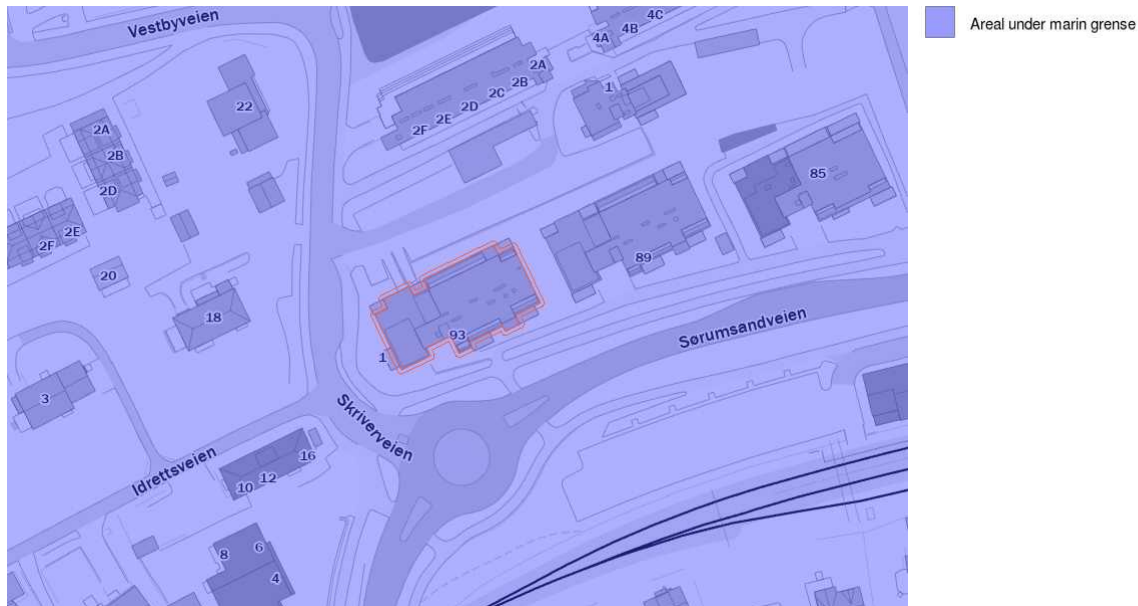 Areal under marin grense
Vestbyveien
4C
4B
4A
2A
2B
2C
2D
2E
2F
1
22
2A
2B
2D
2E
2F
85
89
20
18
93
1
Sørumsandveien
3
Skriverveien
Idrettsveien
16
12
10
8
6
4